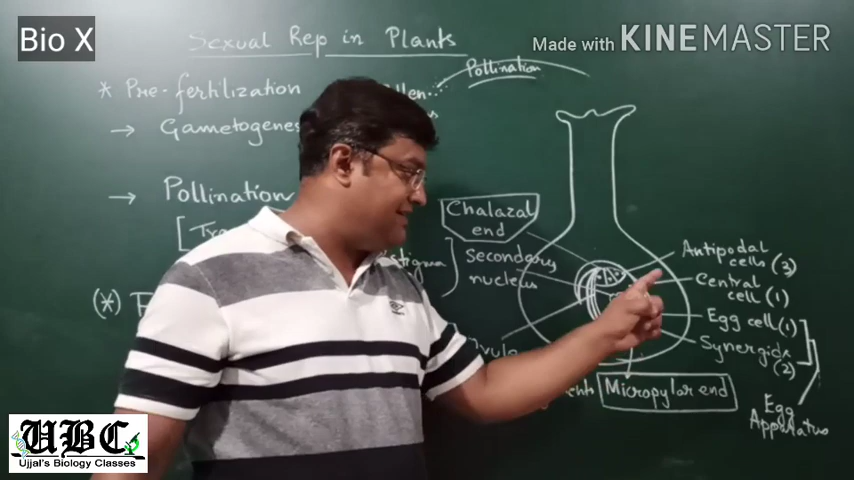 Bio X
Made with KINEMASTER
Sexual Rep in Plants
Pollination
* Pre-fertilization
→ Gametogenes
→ Pollination
stigma
(*)
Chalazal
end
Secondary
nucleus
Antipodal
cells (3)
Central
cell (1)
Egg cell (1)
Synergids
(2)
Micropylar end
Egg
Apparatus
UBC
Ujjal's Biology Classes